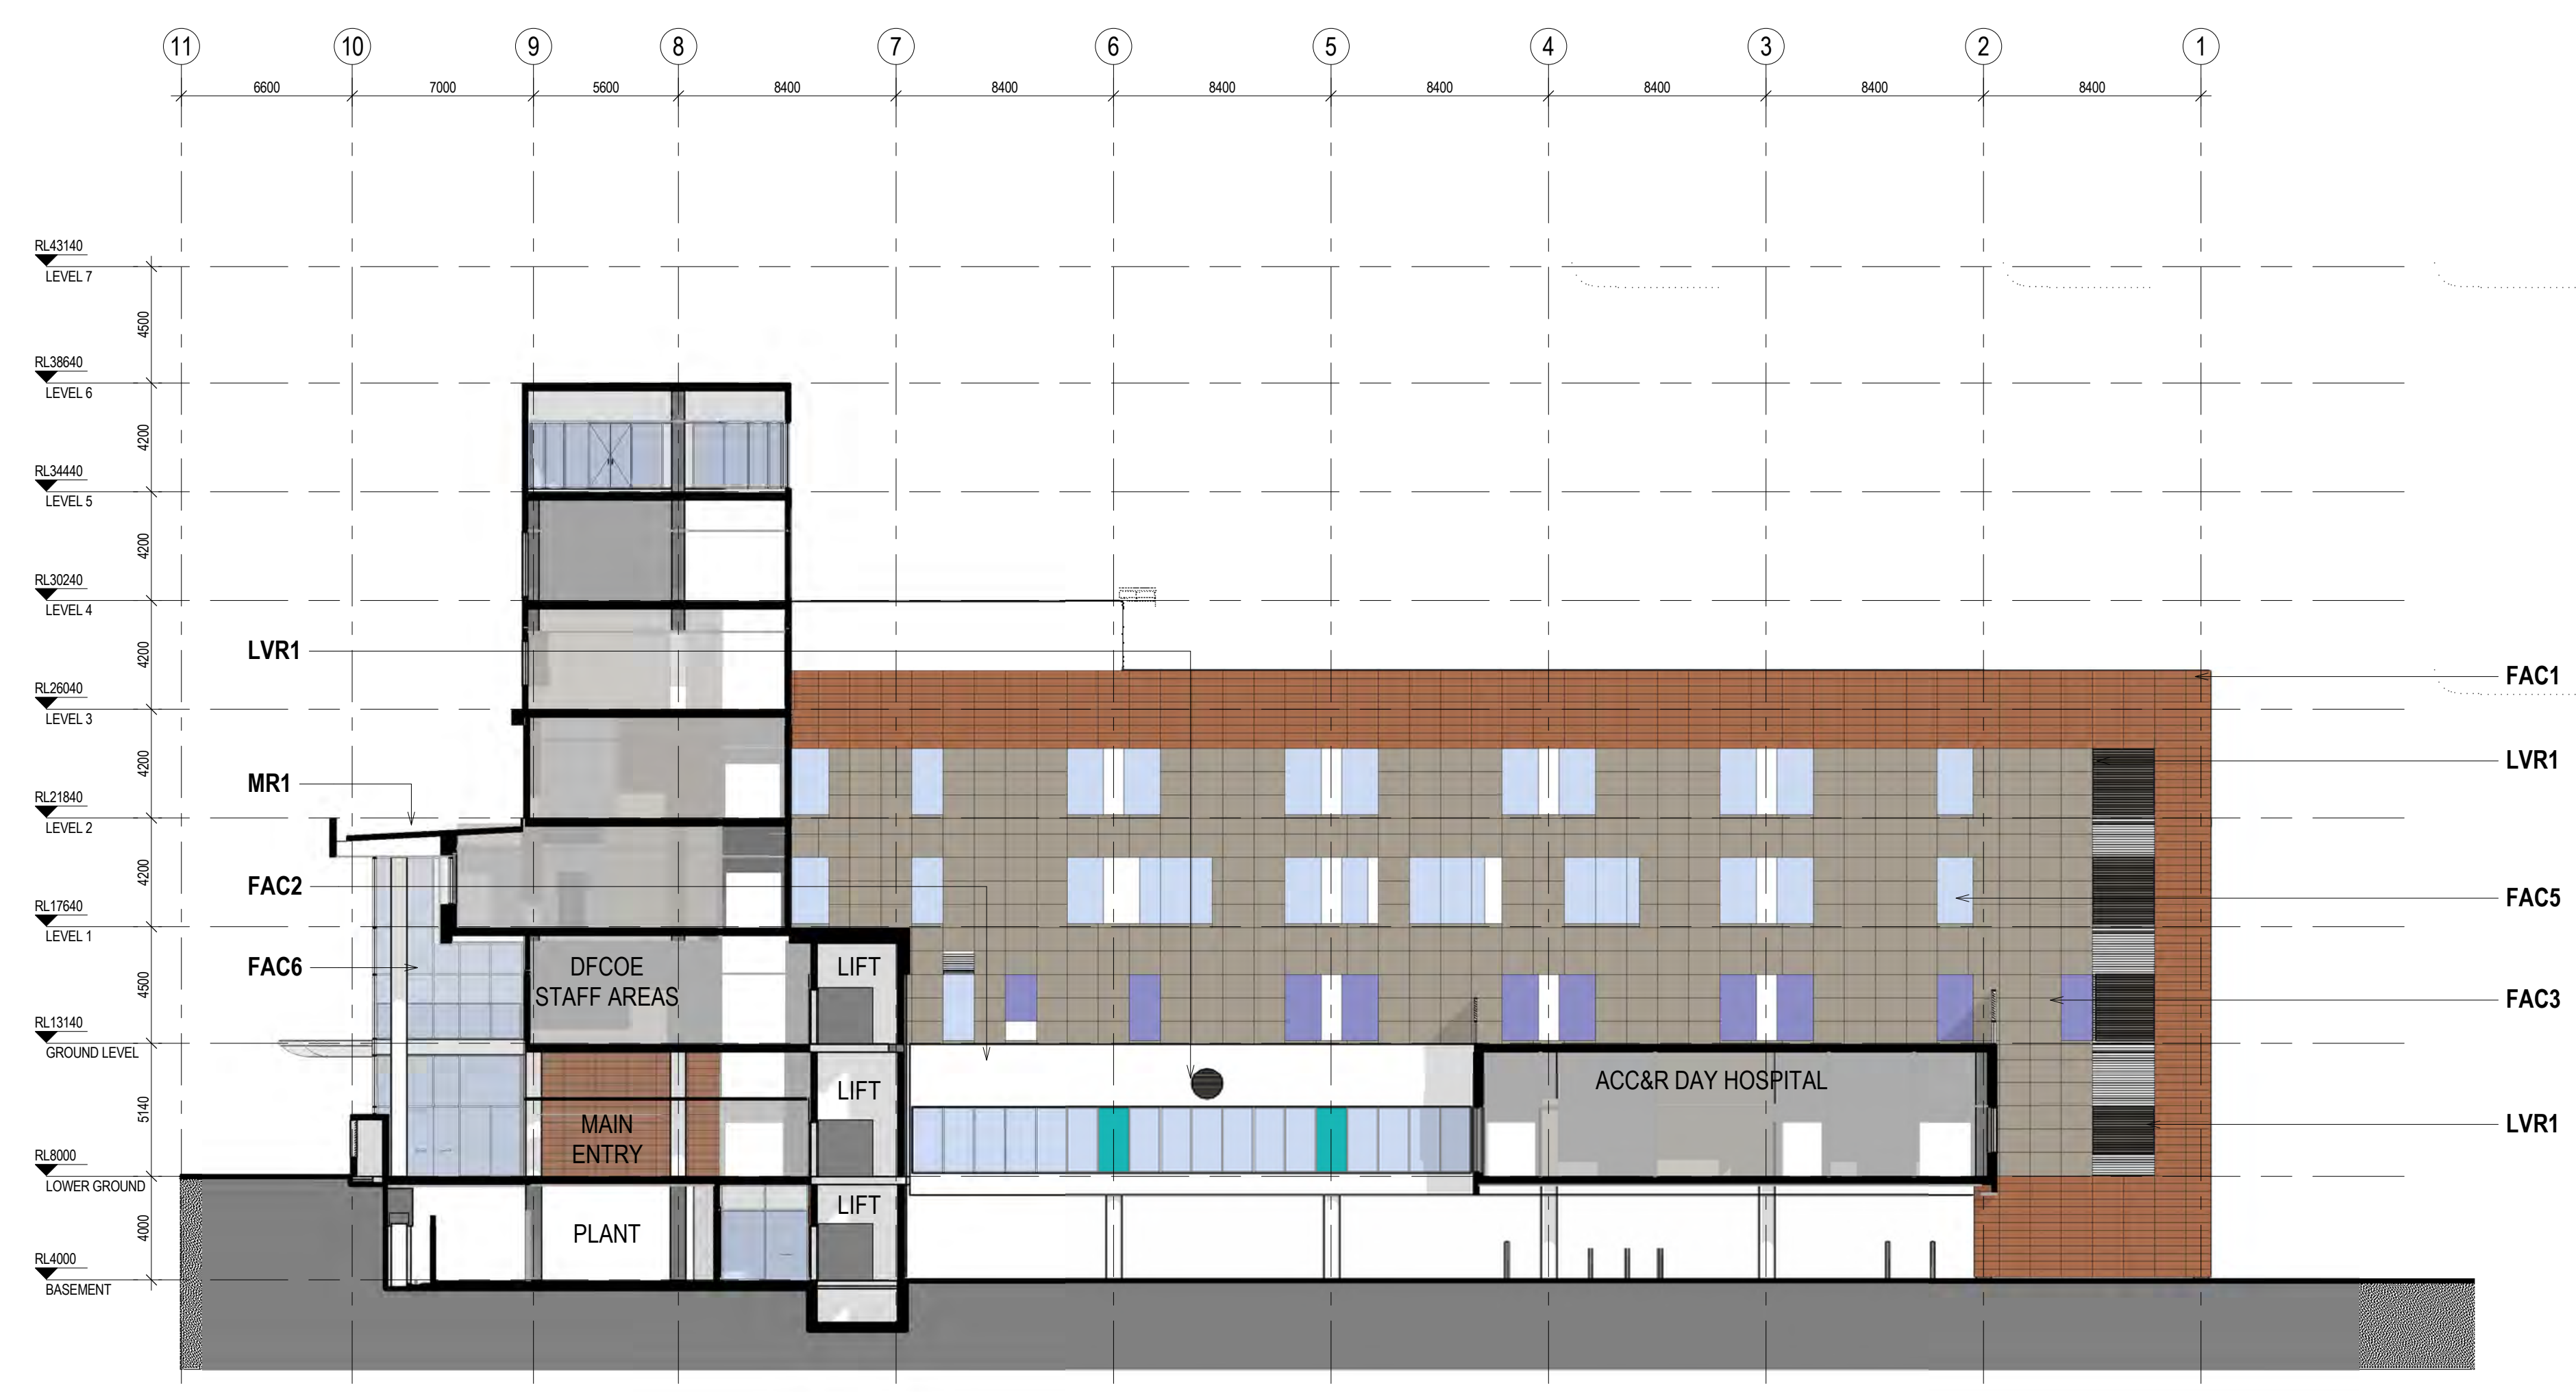 11 10 9 8 7 6 5 4 3 2 1
6600 7000 5600 8400 8400 8400 8400 8400 8400 8400
RL43140
LEVEL 7
4500
RL38640
LEVEL 6
4200
RL34440
LEVEL 5
4200
RL30240
LEVEL 4
4200
LVR1
FAC1
RL26040
LEVEL 3
4200
LVR1
MR1
RL21840
LEVEL 2
4200
FAC2
FAC5
RL17640
LEVEL 1
4500
FAC6
DFCOE
STAFF AREAS
LIFT
FAC3
RL13140
GROUND LEVEL
5140
LIFT
ACC&R DAY HOSPITAL
MAIN
ENTRY
LVR1
RL8000
LOWER GROUND
4000
LIFT
PLANT
RL4000
BASEMENT